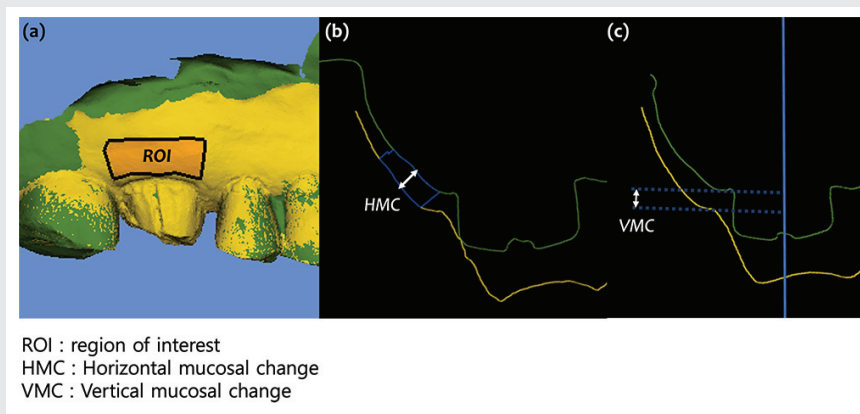 (a)
ROI
(b)
HMC
(c)
VMC
ROI : region of interest
HMC : Horizontal mucosal change
VMC : Vertical mucosal change